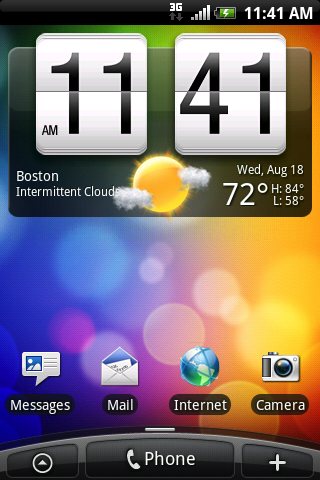 3G 11:41 AM
11 41
AM
Boston
Intermittent Clouds
Wed, Aug 18
72° H: 84°
L: 58°
Messages Mail Internet Camera
Phone